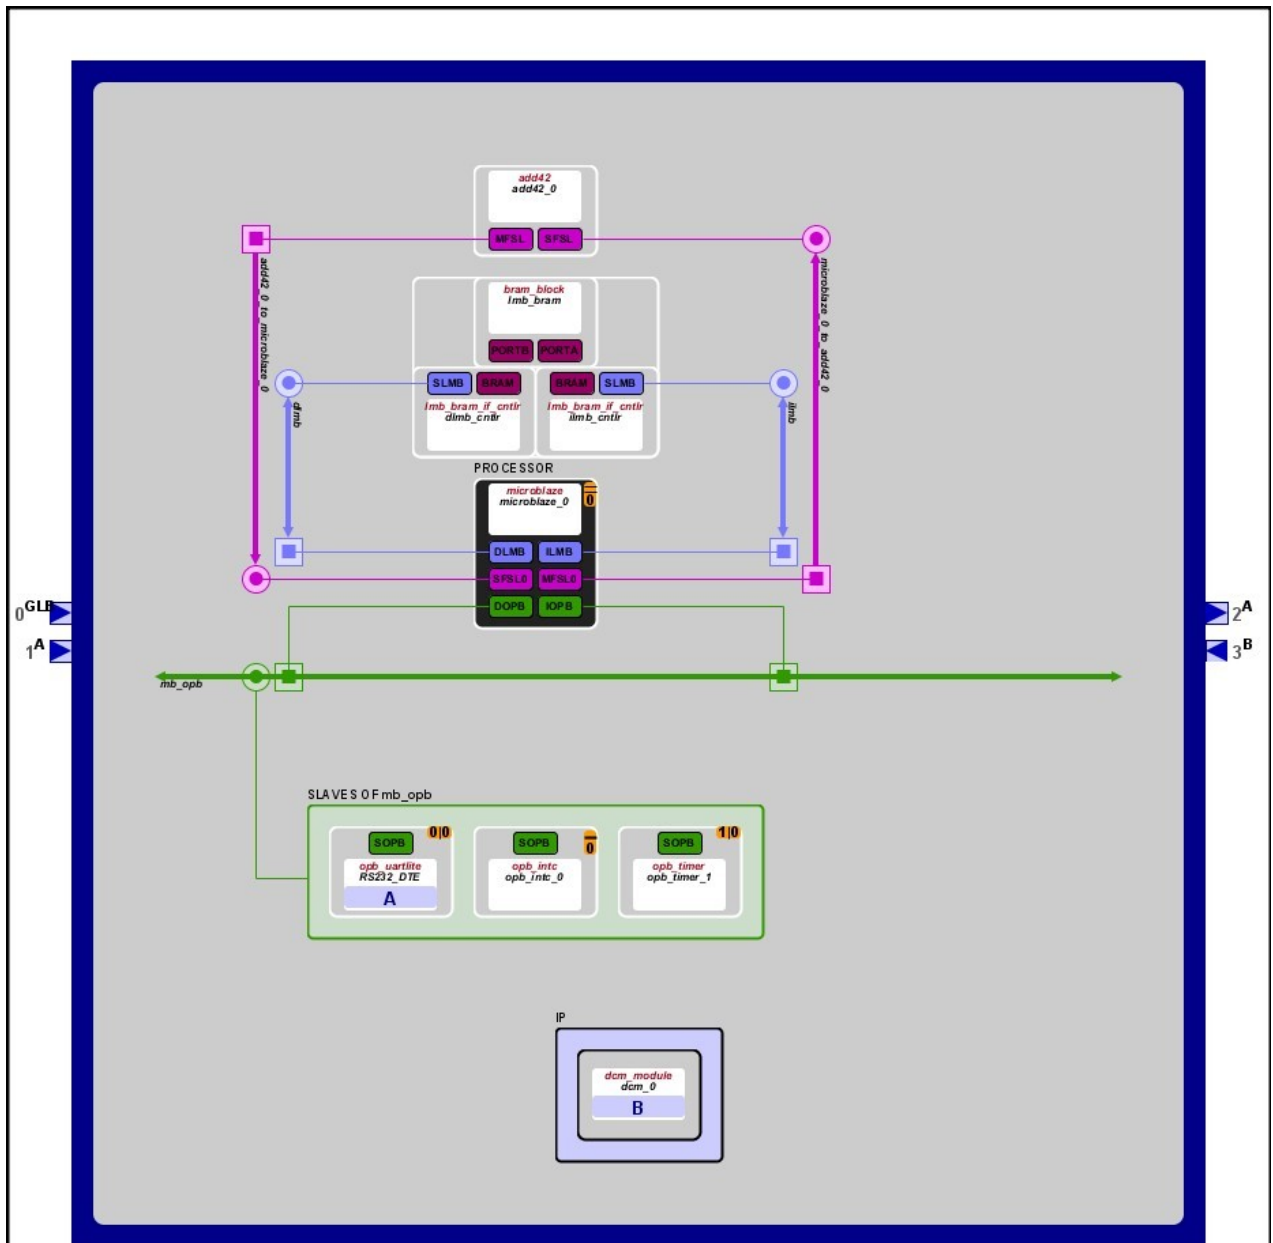 add42
add42_0
MFSL SFSL
add42_0_to_microblaze_0
microblaze_0_to_add42_0
bram_block
lmb_bram
PORTB PORTA
SLMB BRAM BRAM SLMB
dlmb
ilmb
lmb_bram_if_cntlr lmb_bram_if_cntlr
dlmb_cntlr ilmb_cntlr
PROCESSOR
microblaze
microblaze_0
0
DLMB ILMB
SFSL0 MFSL0
DOPB IOPB
0 GLB
1 A
2 A
3 B
mb_opb
SLAVES OF mb_opb
SOPB 0|0
opb_uartlite
RS232_DTE
A
SOPB 0
opb_intc
opb_intc_0
SOPB 1|0
opb_timer
opb_timer_1
IP
dcm_module
dcm_0
B